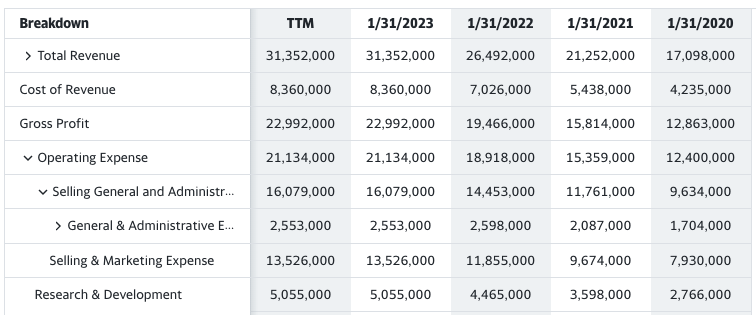 Breakdown TTM 1/31/2023 1/31/2022 1/31/2021 1/31/2020
Total Revenue 31,352,000 31,352,000 26,492,000 21,252,000 17,098,000
Cost of Revenue 8,360,000 8,360,000 7,026,000 5,438,000 4,235,000
Gross Profit 22,992,000 22,992,000 19,466,000 15,814,000 12,863,000
Operating Expense 21,134,000 21,134,000 18,918,000 15,359,000 12,400,000
Selling General and Administr... 16,079,000 16,079,000 14,453,000 11,761,000 9,634,000
General & Administrative E... 2,553,000 2,553,000 2,598,000 2,087,000 1,704,000
Selling & Marketing Expense 13,526,000 13,526,000 11,855,000 9,674,000 7,930,000
Research & Development 5,055,000 5,055,000 4,465,000 3,598,000 2,766,000